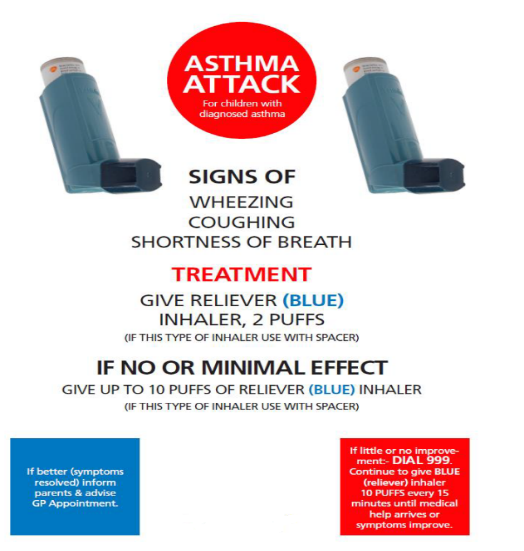 ASTHMA
ATTACK
For children with
diagnosed asthma
SIGNS OF
WHEEZING
COUGHING
SHORTNESS OF BREATH
TREATMENT
GIVE RELIEVER (BLUE)
INHALER, 2 PUFFS
(IF THIS TYPE OF INHALER USE WITH SPACER)
IF NO OR MINIMAL EFFECT
GIVE UP TO 10 PUFFS OF RELIEVER (BLUE) INHALER
(IF THIS TYPE OF INHALER USE WITH SPACER)
If better (symptoms
resolved) inform
parents & advise
GP Appointment.
If little or no improve-
ment:- DIAL 999.
Continue to give BLUE
(reliever) inhaler
10 PUFFS every 15
minutes until medical
help arrives or
symptoms improve.